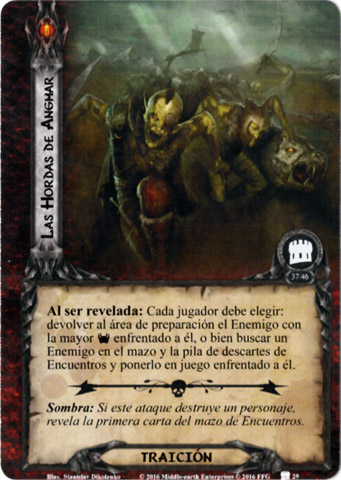 LAS HORDAS DE ANGMAR
37/46
Al ser revelada: Cada jugador debe elegir:
devolver al área de preparación el Enemigo con
la mayor enfrentado a él, o bien buscar un
Enemigo en el mazo y la pila de descartes de
Encuentros y ponerlo en juego enfrentado a él.
Sombra: Si este ataque destruye un personaje,
revela la primera carta del mazo de Encuentros.
TRAICIÓN
Illus. Stanislav Dikolenko © 2016 Middle-earth Enterprises © 2016 FFG 29